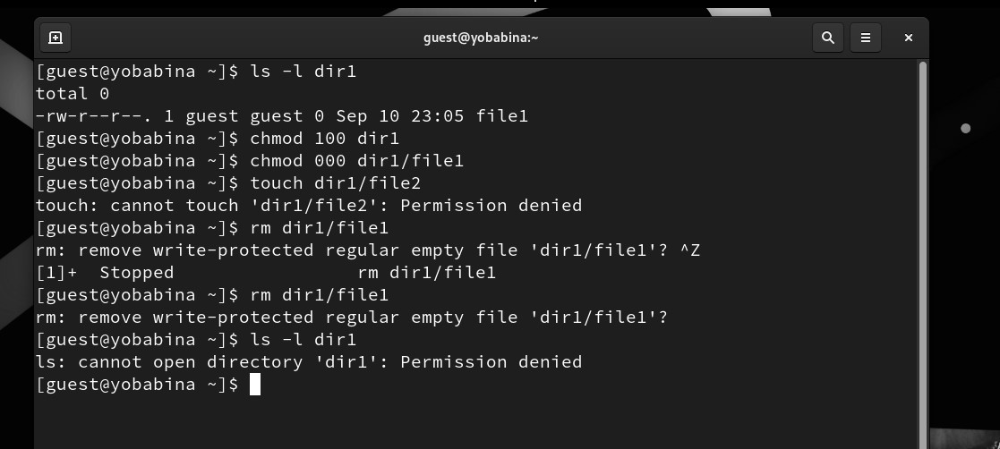 guest@yobabina:~
[guest@yobabina ~]$ ls -l dir1
total 0
-rw-r--r--. 1 guest guest 0 Sep 10 23:05 file1
[guest@yobabina ~]$ chmod 100 dir1
[guest@yobabina ~]$ chmod 000 dir1/file1
[guest@yobabina ~]$ touch dir1/file2
touch: cannot touch 'dir1/file2': Permission denied
[guest@yobabina ~]$ rm dir1/file1
rm: remove write-protected regular empty file 'dir1/file1'? ^Z
[1]+  Stopped                 rm dir1/file1
[guest@yobabina ~]$ rm dir1/file1
rm: remove write-protected regular empty file 'dir1/file1'?
[guest@yobabina ~]$ ls -l dir1
ls: cannot open directory 'dir1': Permission denied
[guest@yobabina ~]$